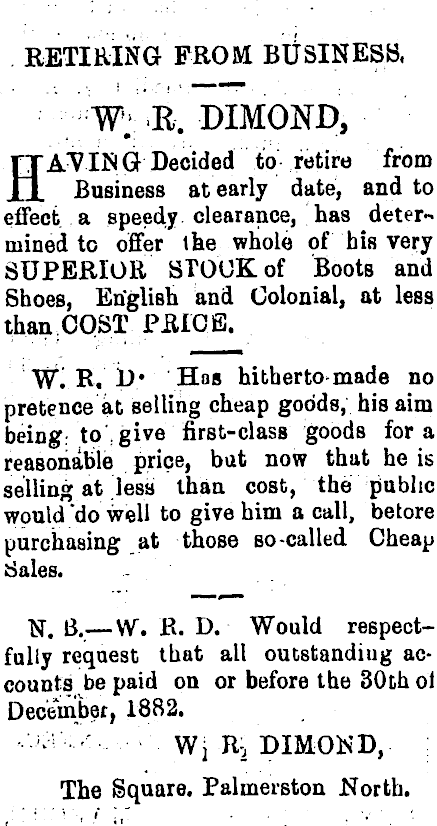 RETIRING FROM BUSINESS.
W. R. DIMOND,
HAVING Decided to retire from
Business at early date, and to
effect a speedy clearance, has deter-
mined to offer the whole of his very
SUPERIOR STOCK of Boots and
Shoes, English and Colonial, at less
than COST PRICE.
W. R. D. Has hitherto made no
pretence at selling cheap goods, his aim
being to give first-class goods for a
reasonable price, but now that he is
selling at less than cost, the public
would do well to give him a call, before
purchasing at those so-called Cheap
Sales.
N. B.—W. R. D. Would respect-
fully request that all outstanding ac-
counts be paid on or before the 30th of
December, 1882.
W. R. DIMOND,
The Square. Palmerston North.